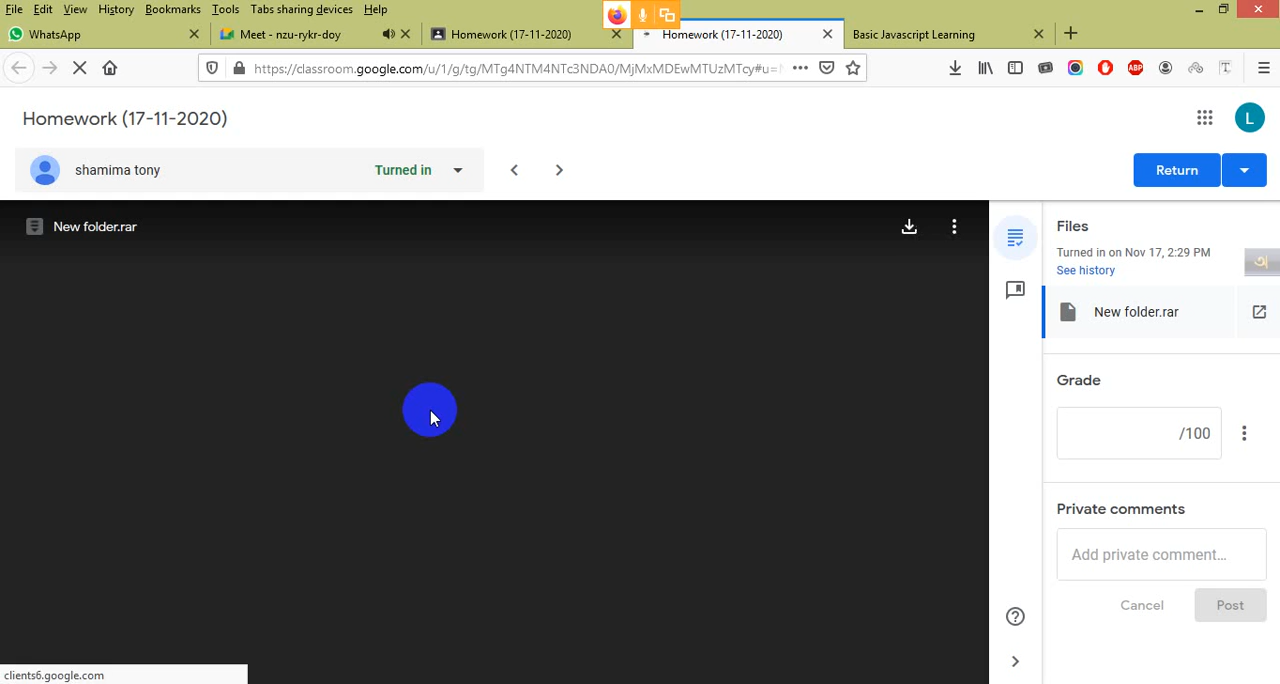 File Edit View History Bookmarks Tools Tabs sharing devices Help
WhatsApp
Meet - nzu-rykr-doy
Homework (17-11-2020)
Homework (17-11-2020)
Basic Javascript Learning
https://classroom.google.com/u/1/g/tg/MTg4NTM4NTc3NDA0/MjMxMDEwMTUzMTcy#u=
ABP
Homework (17-11-2020)
L
shamima tony
Turned in
Return
New folder.rar
Files
Turned in on Nov 17, 2:29 PM
See history
New folder.rar
Grade
/100
Private comments
Add private comment...
Cancel
Post
clients6.google.com